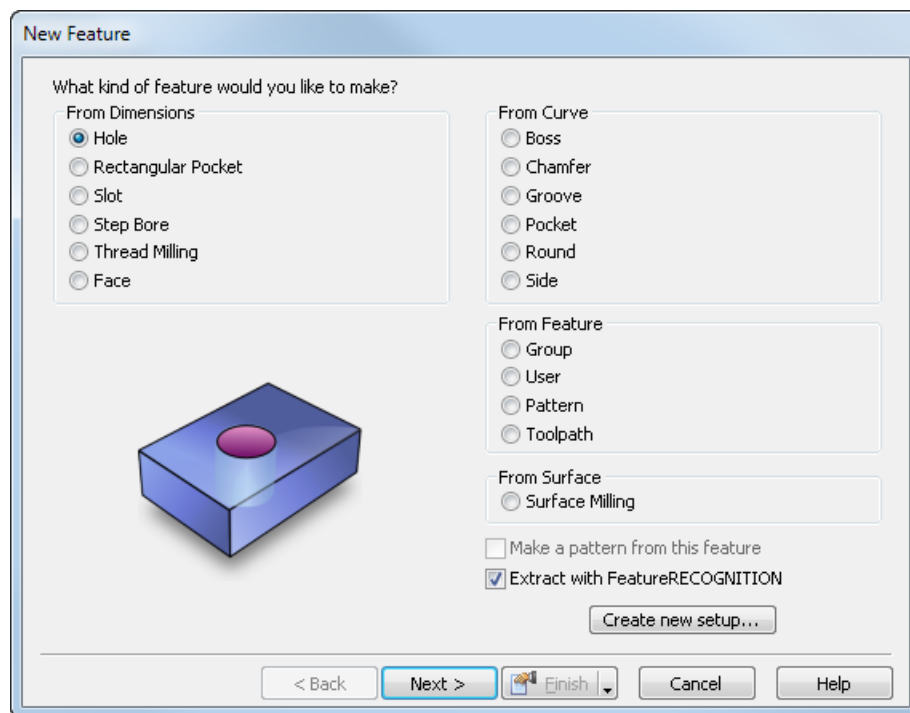 New Feature
What kind of feature would you like to make?
From Dimensions
Hole
Rectangular Pocket
Slot
Step Bore
Thread Milling
Face
From Curve
Boss
Chamfer
Groove
Pocket
Round
Side
From Feature
Group
User
Pattern
Toolpath
From Surface
Surface Milling
Make a pattern from this feature
Extract with FeatureRECOGNITION
Create new setup...
< Back
Next >
Finish
Cancel
Help